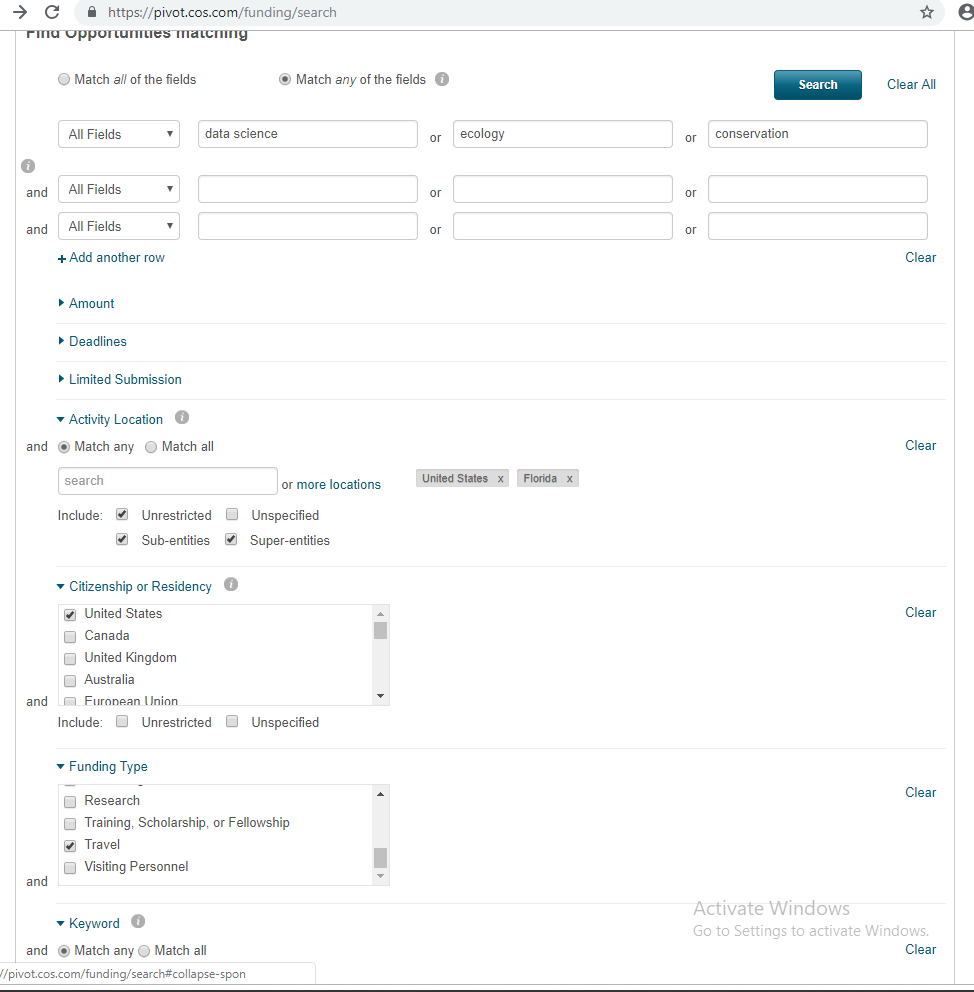 https://pivot.cos.com/funding/search
Find Opportunities matching
Match all of the fields Match any of the fields i Search Clear All
All Fields data science or ecology or conservation
i
and All Fields or or
and All Fields or or
+ Add another row Clear
Amount
Deadlines
Limited Submission
Activity Location i
and Match any Match all Clear
search or more locations United States x Florida x
Include: Unrestricted Unspecified
Sub-entities Super-entities
Citizenship or Residency i
United States Clear
Canada
United Kingdom
Australia
and European Union
Include: Unrestricted Unspecified
Funding Type
Research Clear
Training, Scholarship, or Fellowship
Travel
Visiting Personnel
and
Activate Windows
Keyword i
Go to Settings to activate Windows.
and Match any Match all Clear
//pivot.cos.com/funding/search#collapse-spon